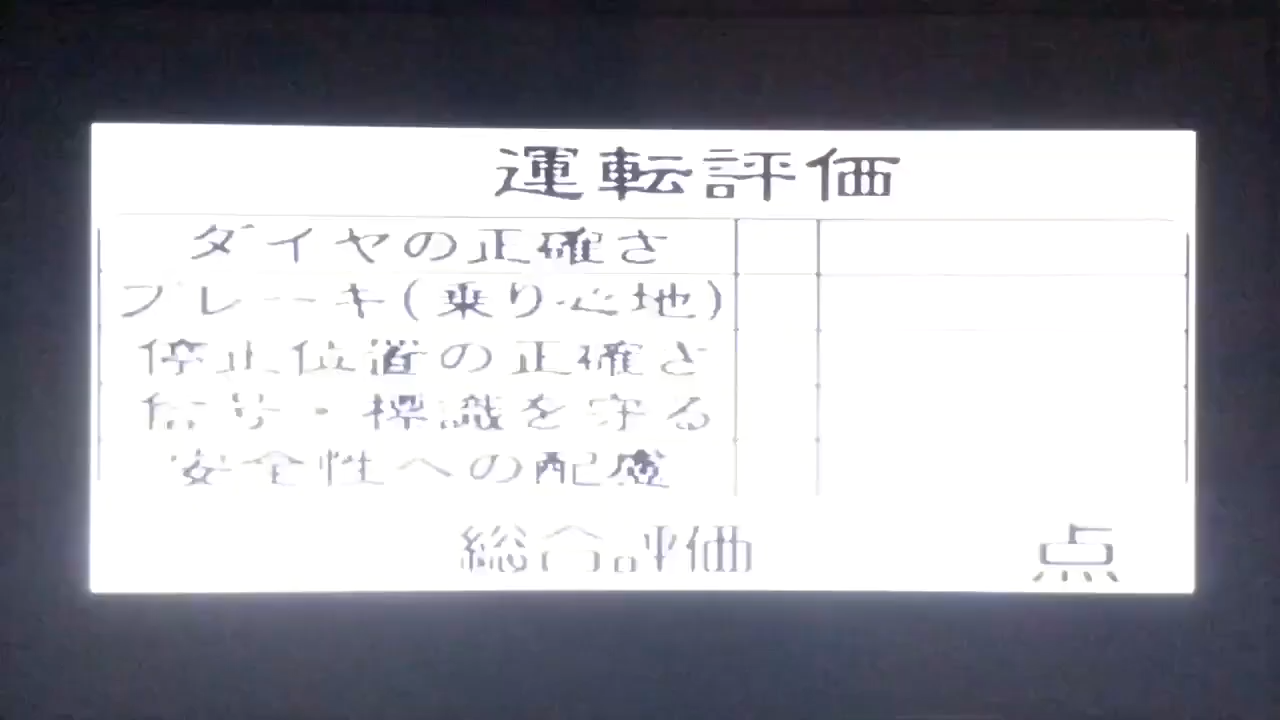 運転評価
ダイヤの正確さ
ブレーキ(乗り心地)
停止位置の正確さ
信号・標識を守る
安全性への配慮
総合評価 点